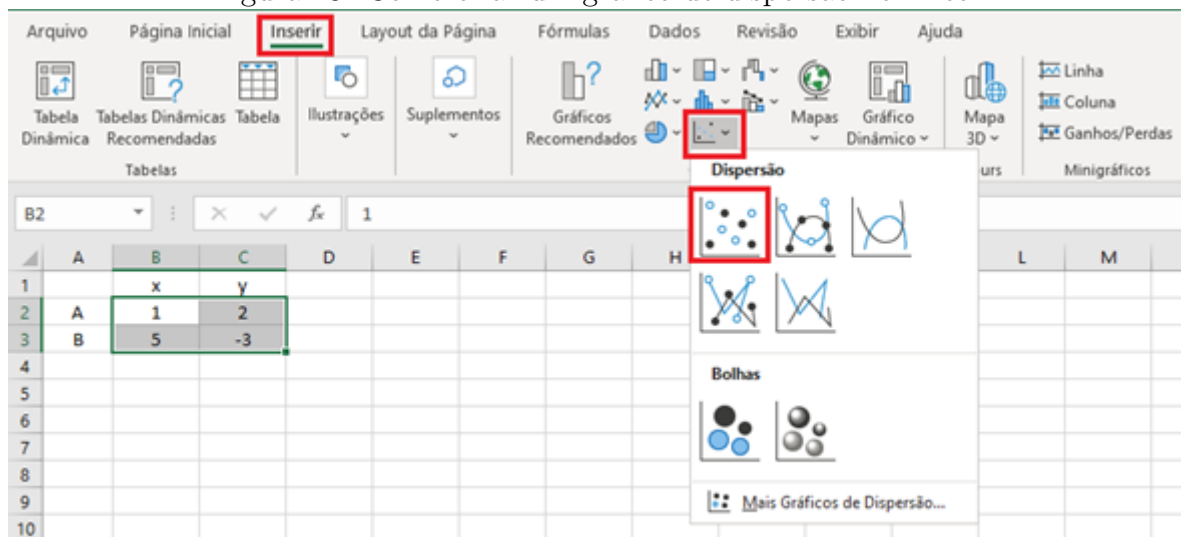 Arquivo Página Inicial Inserir Layout da Página Fórmulas Dados Revisão Exibir Ajuda
Tabela Dinâmica
Tabelas Dinâmicas Recomendadas
Tabela
Ilustrações
Suplementos
Gráficos Recomendados
Mapas
Gráfico Dinâmico
Mapa 3D
Linha
Coluna
Ganhos/Perdas
Tabelas
urs
Minigráficos
Dispersão
Bolhas
Mais Gráficos de Dispersão...
B2 fx 1
A B C D E F G H L M
1 x y
2 A 1 2
3 B 5 -3
4
5
6
7
8
9
10